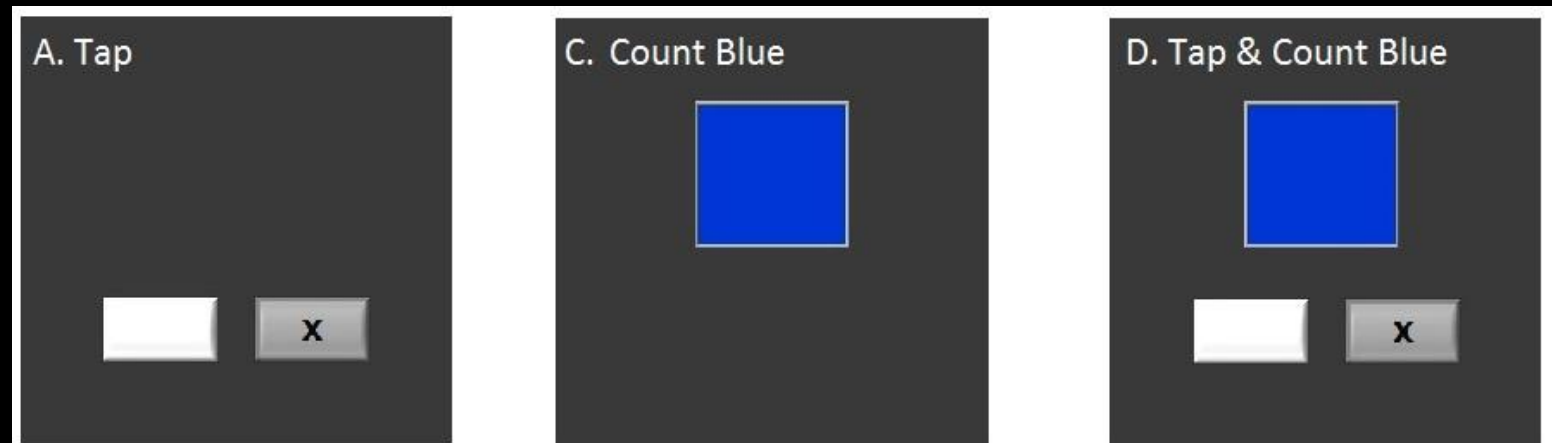 A. Tap
x
C. Count Blue
D. Tap & Count Blue
x